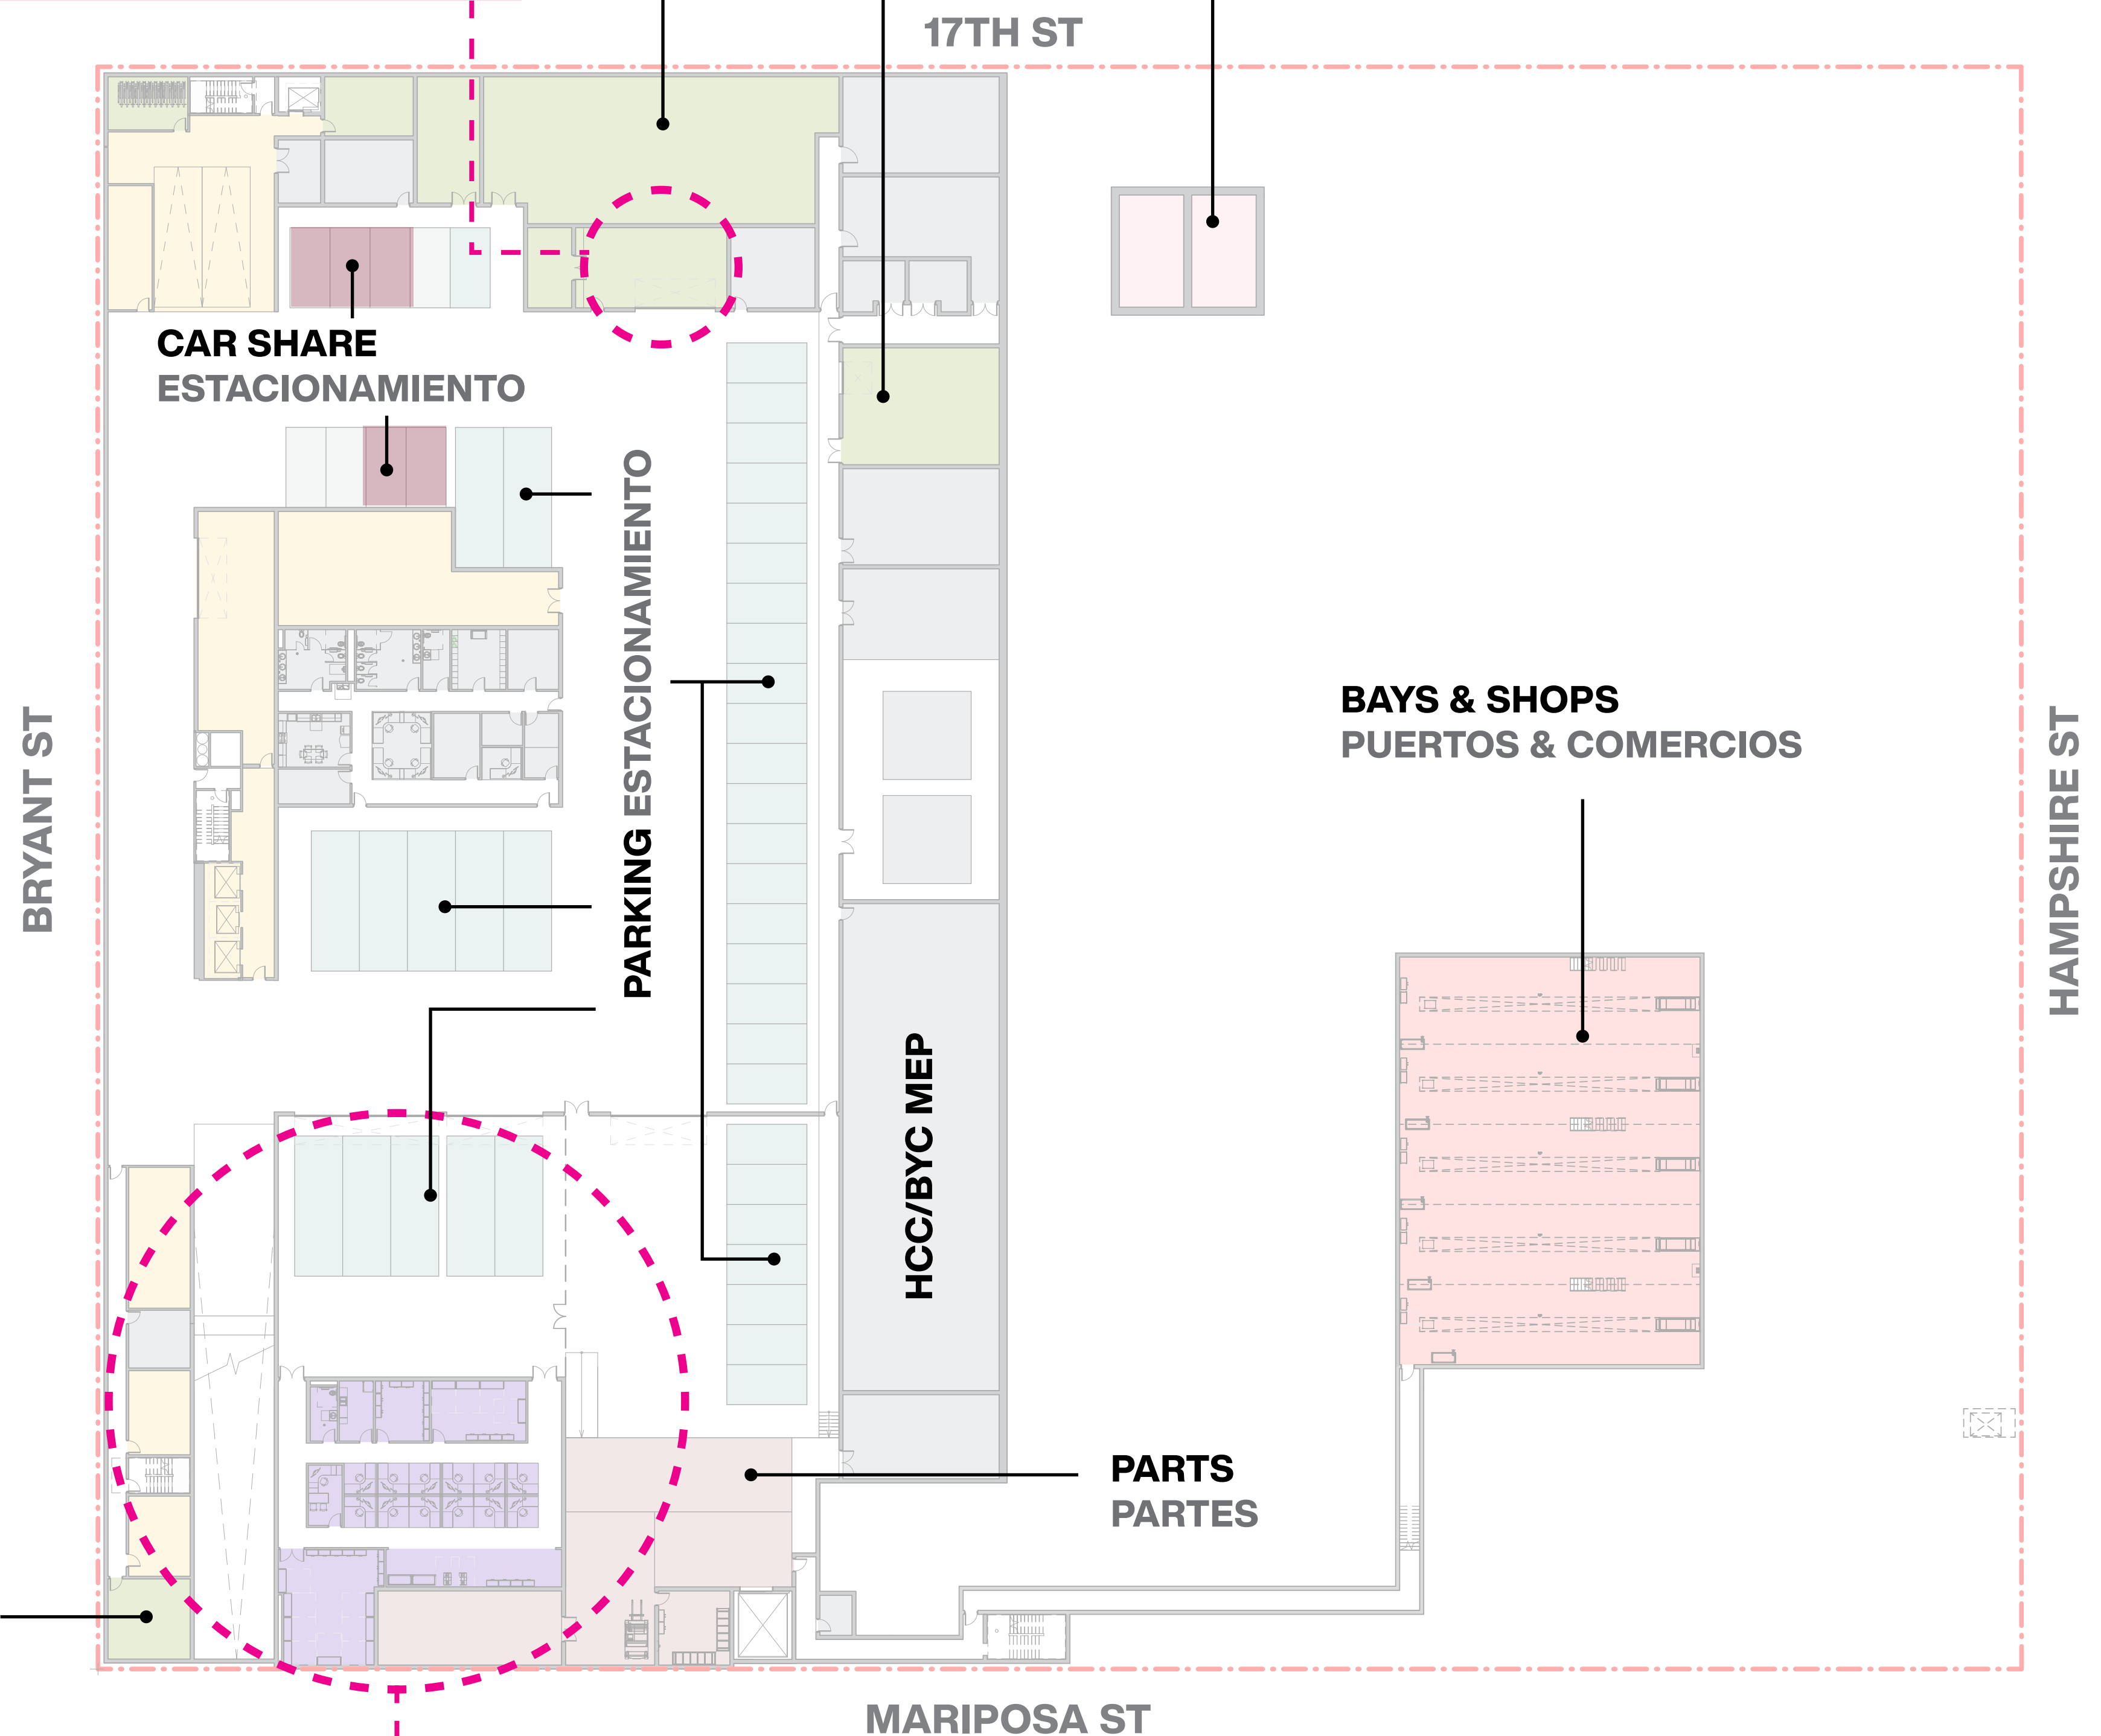 17TH ST
CAR SHARE
ESTACIONAMIENTO
PARKING ESTACIONAMIENTO
BRYANT ST
BAYS & SHOPS
PUERTOS & COMERCIOS
HAMPSHIRE ST
HCC/BYC MEP
PARTS
PARTES
MARIPOSA ST